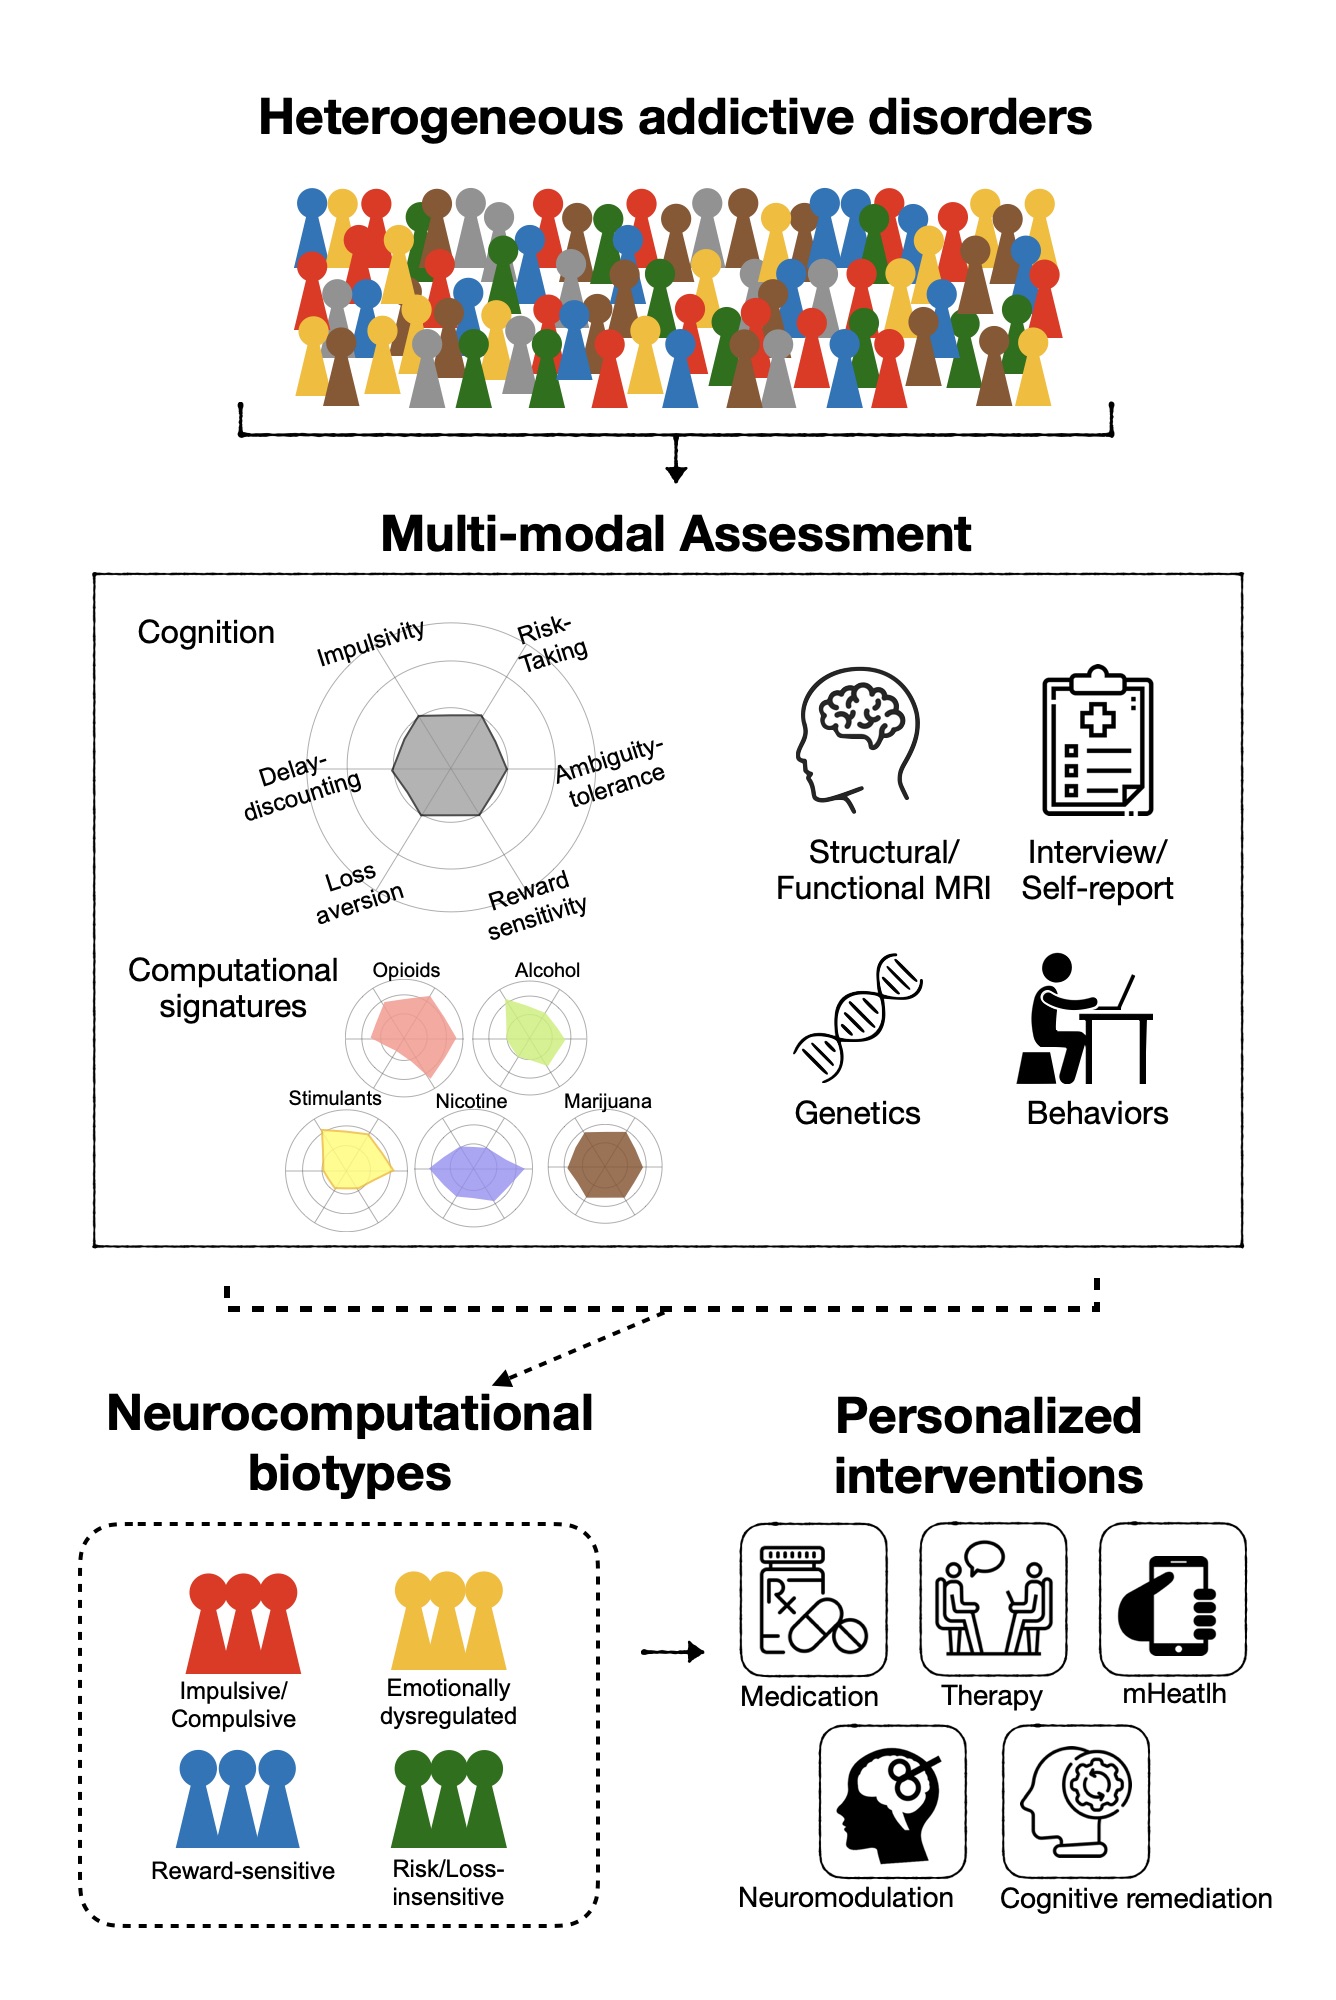 Heterogeneous addictive disorders
Multi-modal Assessment
Cognition
Impulsivity
Risk-
Taking
Delay-
discounting
Ambiguity-
tolerance
Loss
aversion
Reward
sensitivity
Computational
signatures
Opioids
Alcohol
Stimulants
Nicotine
Marijuana
Structural/
Functional MRI
Interview/
Self-report
Genetics
Behaviors
Neurocomputational
biotypes
Impulsive/
Compulsive
Emotionally
dysregulated
Reward-sensitive
Risk/Loss-
insensitive
Personalized
interventions
Rx
Medication
Therapy
mHeatlh
Neuromodulation
Cognitive remediation